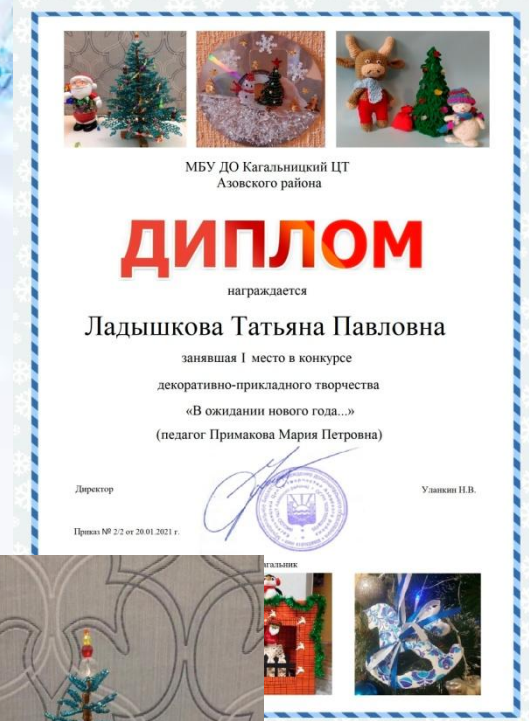 МБУ ДО Кагальницкий ЦТ
Азовского района
ДИПЛОМ
награждается
Ладышкова Татьяна Павловна
занявшая I место в конкурсе
декоративно-прикладного творчества
«В ожидании нового года...»
(педагог Примакова Мария Петровна)
Директор
Уланкин Н.В.
Приказ № 2/2 от 20.01.2021 г.